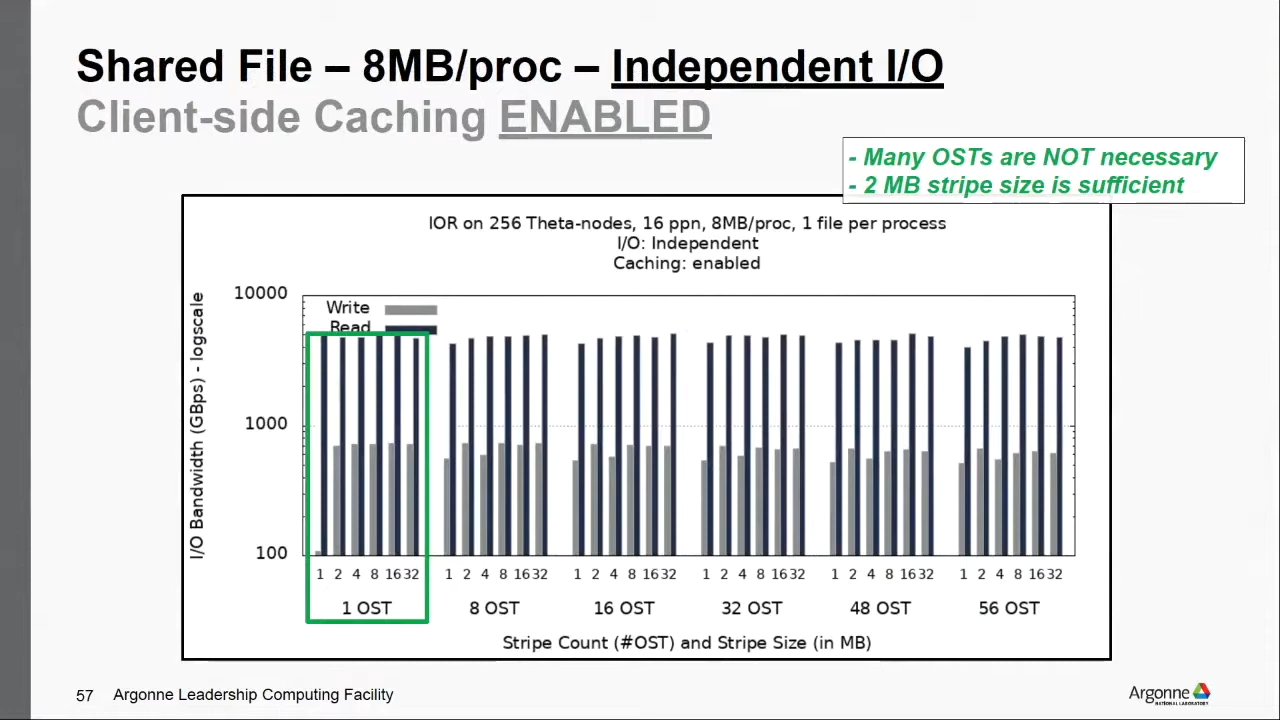 Shared File – 8MB/proc – Independent I/O
Client-side Caching ENABLED
- Many OSTs are NOT necessary
- 2 MB stripe size is sufficient
IOR on 256 Theta-nodes, 16 ppn, 8MB/proc, 1 file per process
I/O: Independent
Caching: enabled
I/O Bandwidth (GBps) - logscale
10000
1000
100
Write
Read
1 2 4 8 16 32
1 2 4 8 16 32
1 2 4 8 16 32
1 2 4 8 16 32
1 2 4 8 16 32
1 2 4 8 16 32
1 OST
8 OST
16 OST
32 OST
48 OST
56 OST
Stripe Count (#OST) and Stripe Size (in MB)
57 Argonne Leadership Computing Facility
Argonne
NATIONAL LABORATORY